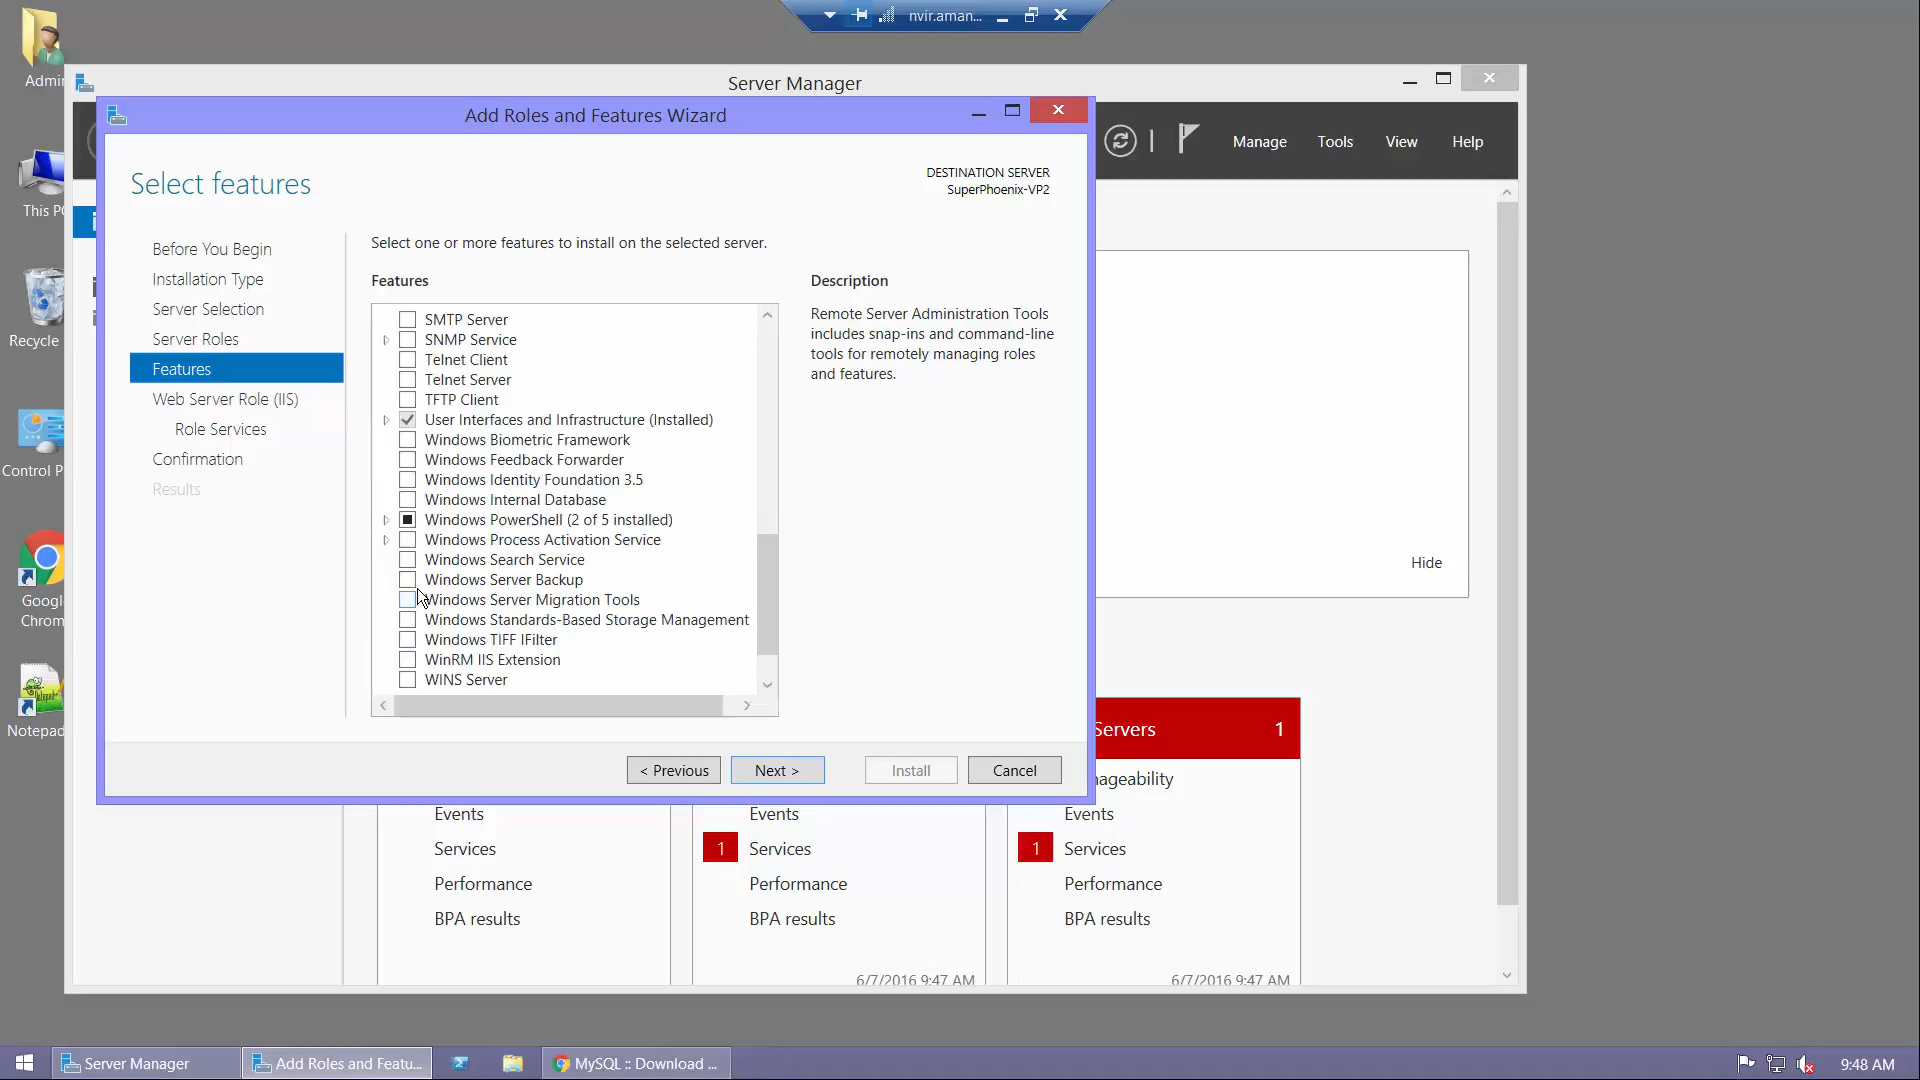 nvir.aman...
Admin
This PC
Recycle
Control P
Googl
Chrom
Notepad
Server Manager
Manage
Tools
View
Help
Add Roles and Features Wizard
Select features
DESTINATION SERVER
SuperPhoenix-VP2
Before You Begin
Installation Type
Server Selection
Server Roles
Features
Web Server Role (IIS)
Role Services
Confirmation
Results
Select one or more features to install on the selected server.
Features
SMTP Server
SNMP Service
Telnet Client
Telnet Server
TFTP Client
User Interfaces and Infrastructure (Installed)
Windows Biometric Framework
Windows Feedback Forwarder
Windows Identity Foundation 3.5
Windows Internal Database
Windows PowerShell (2 of 5 installed)
Windows Process Activation Service
Windows Search Service
Windows Server Backup
Windows Server Migration Tools
Windows Standards-Based Storage Management
Windows TIFF IFilter
WinRM IIS Extension
WINS Server
Description
Remote Server Administration Tools
includes snap-ins and command-line
tools for remotely managing roles
and features.
< Previous
Next >
Install
Cancel
Hide
Servers 1
nageability
Events
Services
Performance
BPA results
Events
1 Services
Performance
BPA results
6/7/2016 9:47 AM
Events
1 Services
Performance
BPA results
6/7/2016 9:47 AM
Server Manager
Add Roles and Featu...
MySQL :: Download ...
9:48 AM